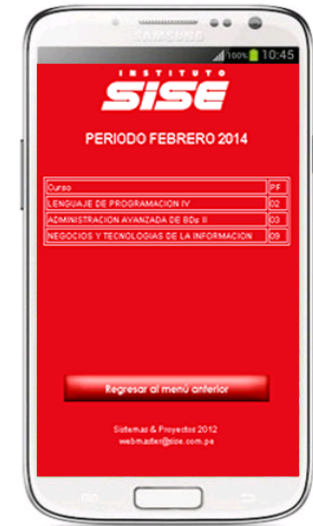 SAMSUNG
100% 10:45
INSTITUTO
SISE
PERIODO FEBRERO 2014
Curso PF
LENGUAJE DE PROGRAMACION IV 02
ADMINISTRACION AVANZADA DE BDs II 03
NEGOCIOS Y TECNOLOGIAS DE LA INFORMACION 09
Regresar al menú anterior
Sistemas & Proyectos 2012
webmaster@sise.com.pe